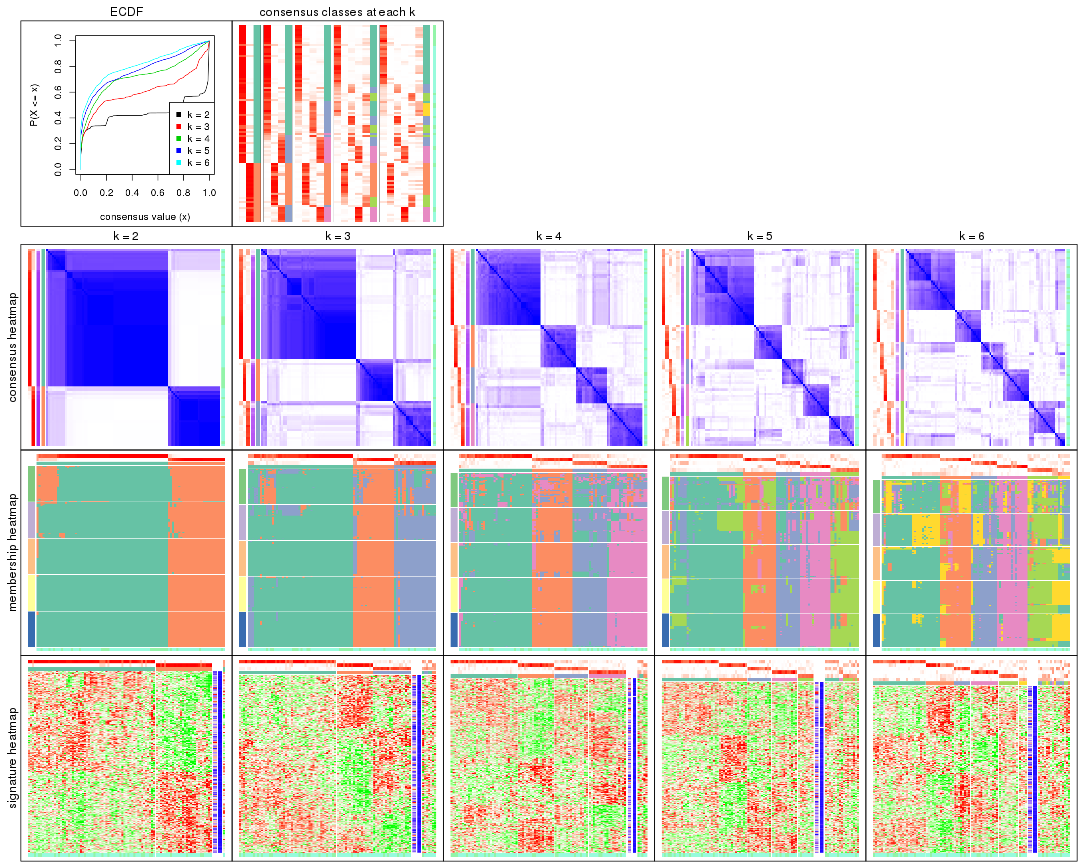 ECDF
consensus classes at each k
P(X <= x)
0.0 0.2 0.4 0.6 0.8 1.0
k = 2
k = 3
k = 4
k = 5
k = 6
0.0 0.2 0.4 0.6 0.8 1.0
consensus value (x)
k = 2
k = 3
k = 4
k = 5
k = 6
consensus heatmap
membership heatmap
signature heatmap